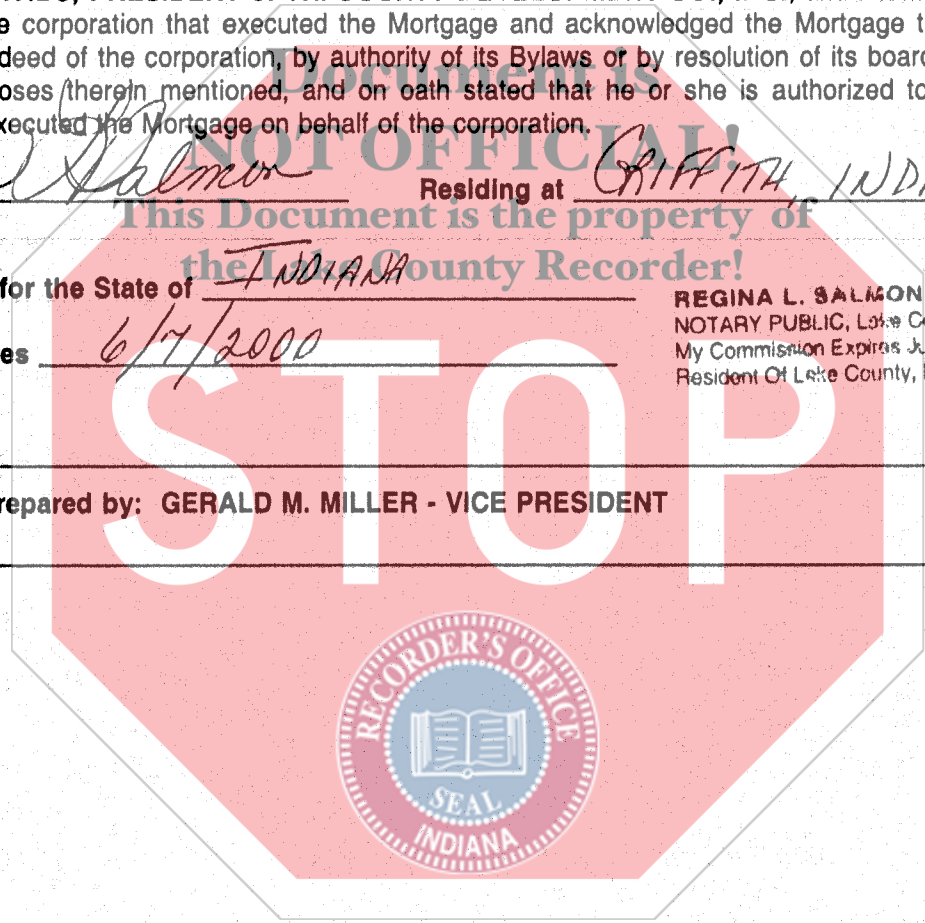 e corporation that executed the Mortgage and acknowledged the Mortgage t
deed of the corporation, by authority of its Bylaws or by resolution of its board
oses therein mentioned, and on oath stated that he or she is authorized to
xecuted the Mortgage on behalf of the corporation.
Document is
NOT OFFICIAL!
This Document is the property of
the Lake County Recorder!
Salmon Residing at GRIFFITH, INDI
for the State of INDIANA
REGINA L. SALMON
NOTARY PUBLIC, Lake C
es 6/7/2000
My Commission Expires Ju
Resident Of Lake County,
STOP
repared by: GERALD M. MILLER - VICE PRESIDENT
RECORDER'S OFFICE
SEAL
INDIANA